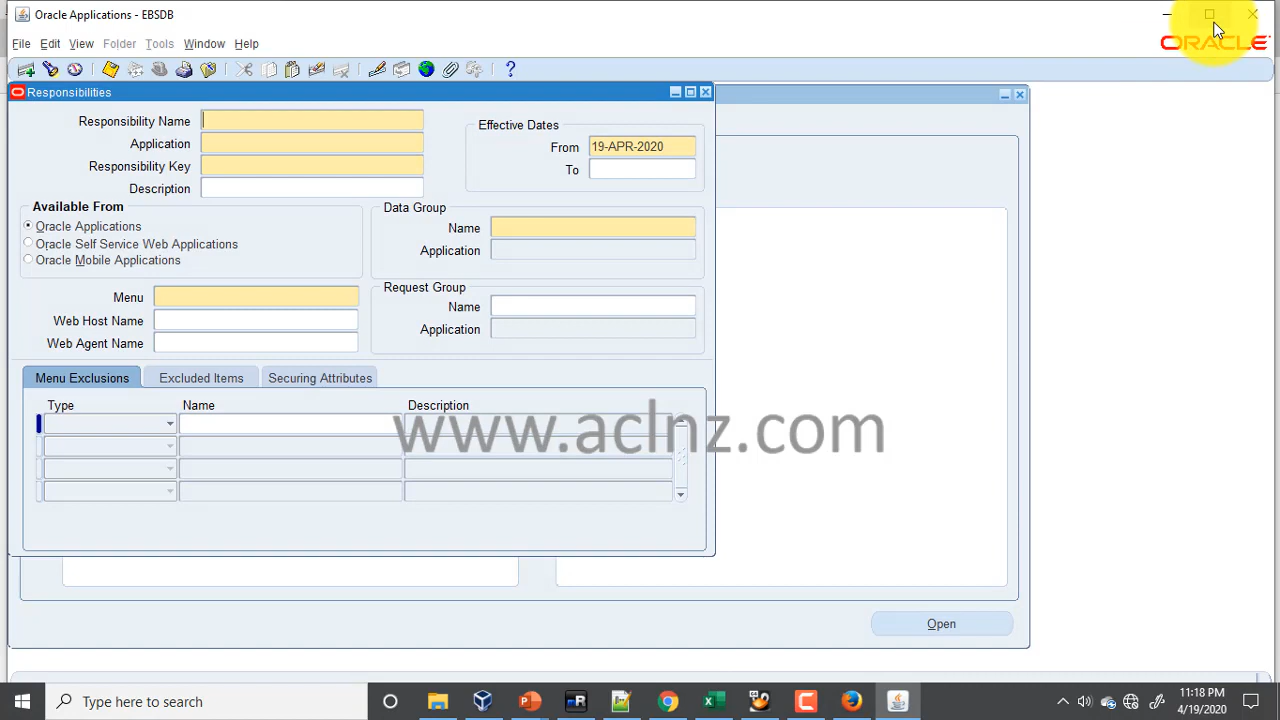 Oracle Applications - EBSDB
File Edit View Folder Tools Window Help
ORACLE
Responsibilities
Responsibility Name
Application
Responsibility Key
Description
Effective Dates
From 19-APR-2020
To
Available From
Oracle Applications
Oracle Self Service Web Applications
Oracle Mobile Applications
Data Group
Name
Application
Menu
Web Host Name
Web Agent Name
Request Group
Name
Application
Menu Exclusions Excluded Items Securing Attributes
Type Name Description
www.aclnz.com
Open
Type here to search
11:18 PM
4/19/2020